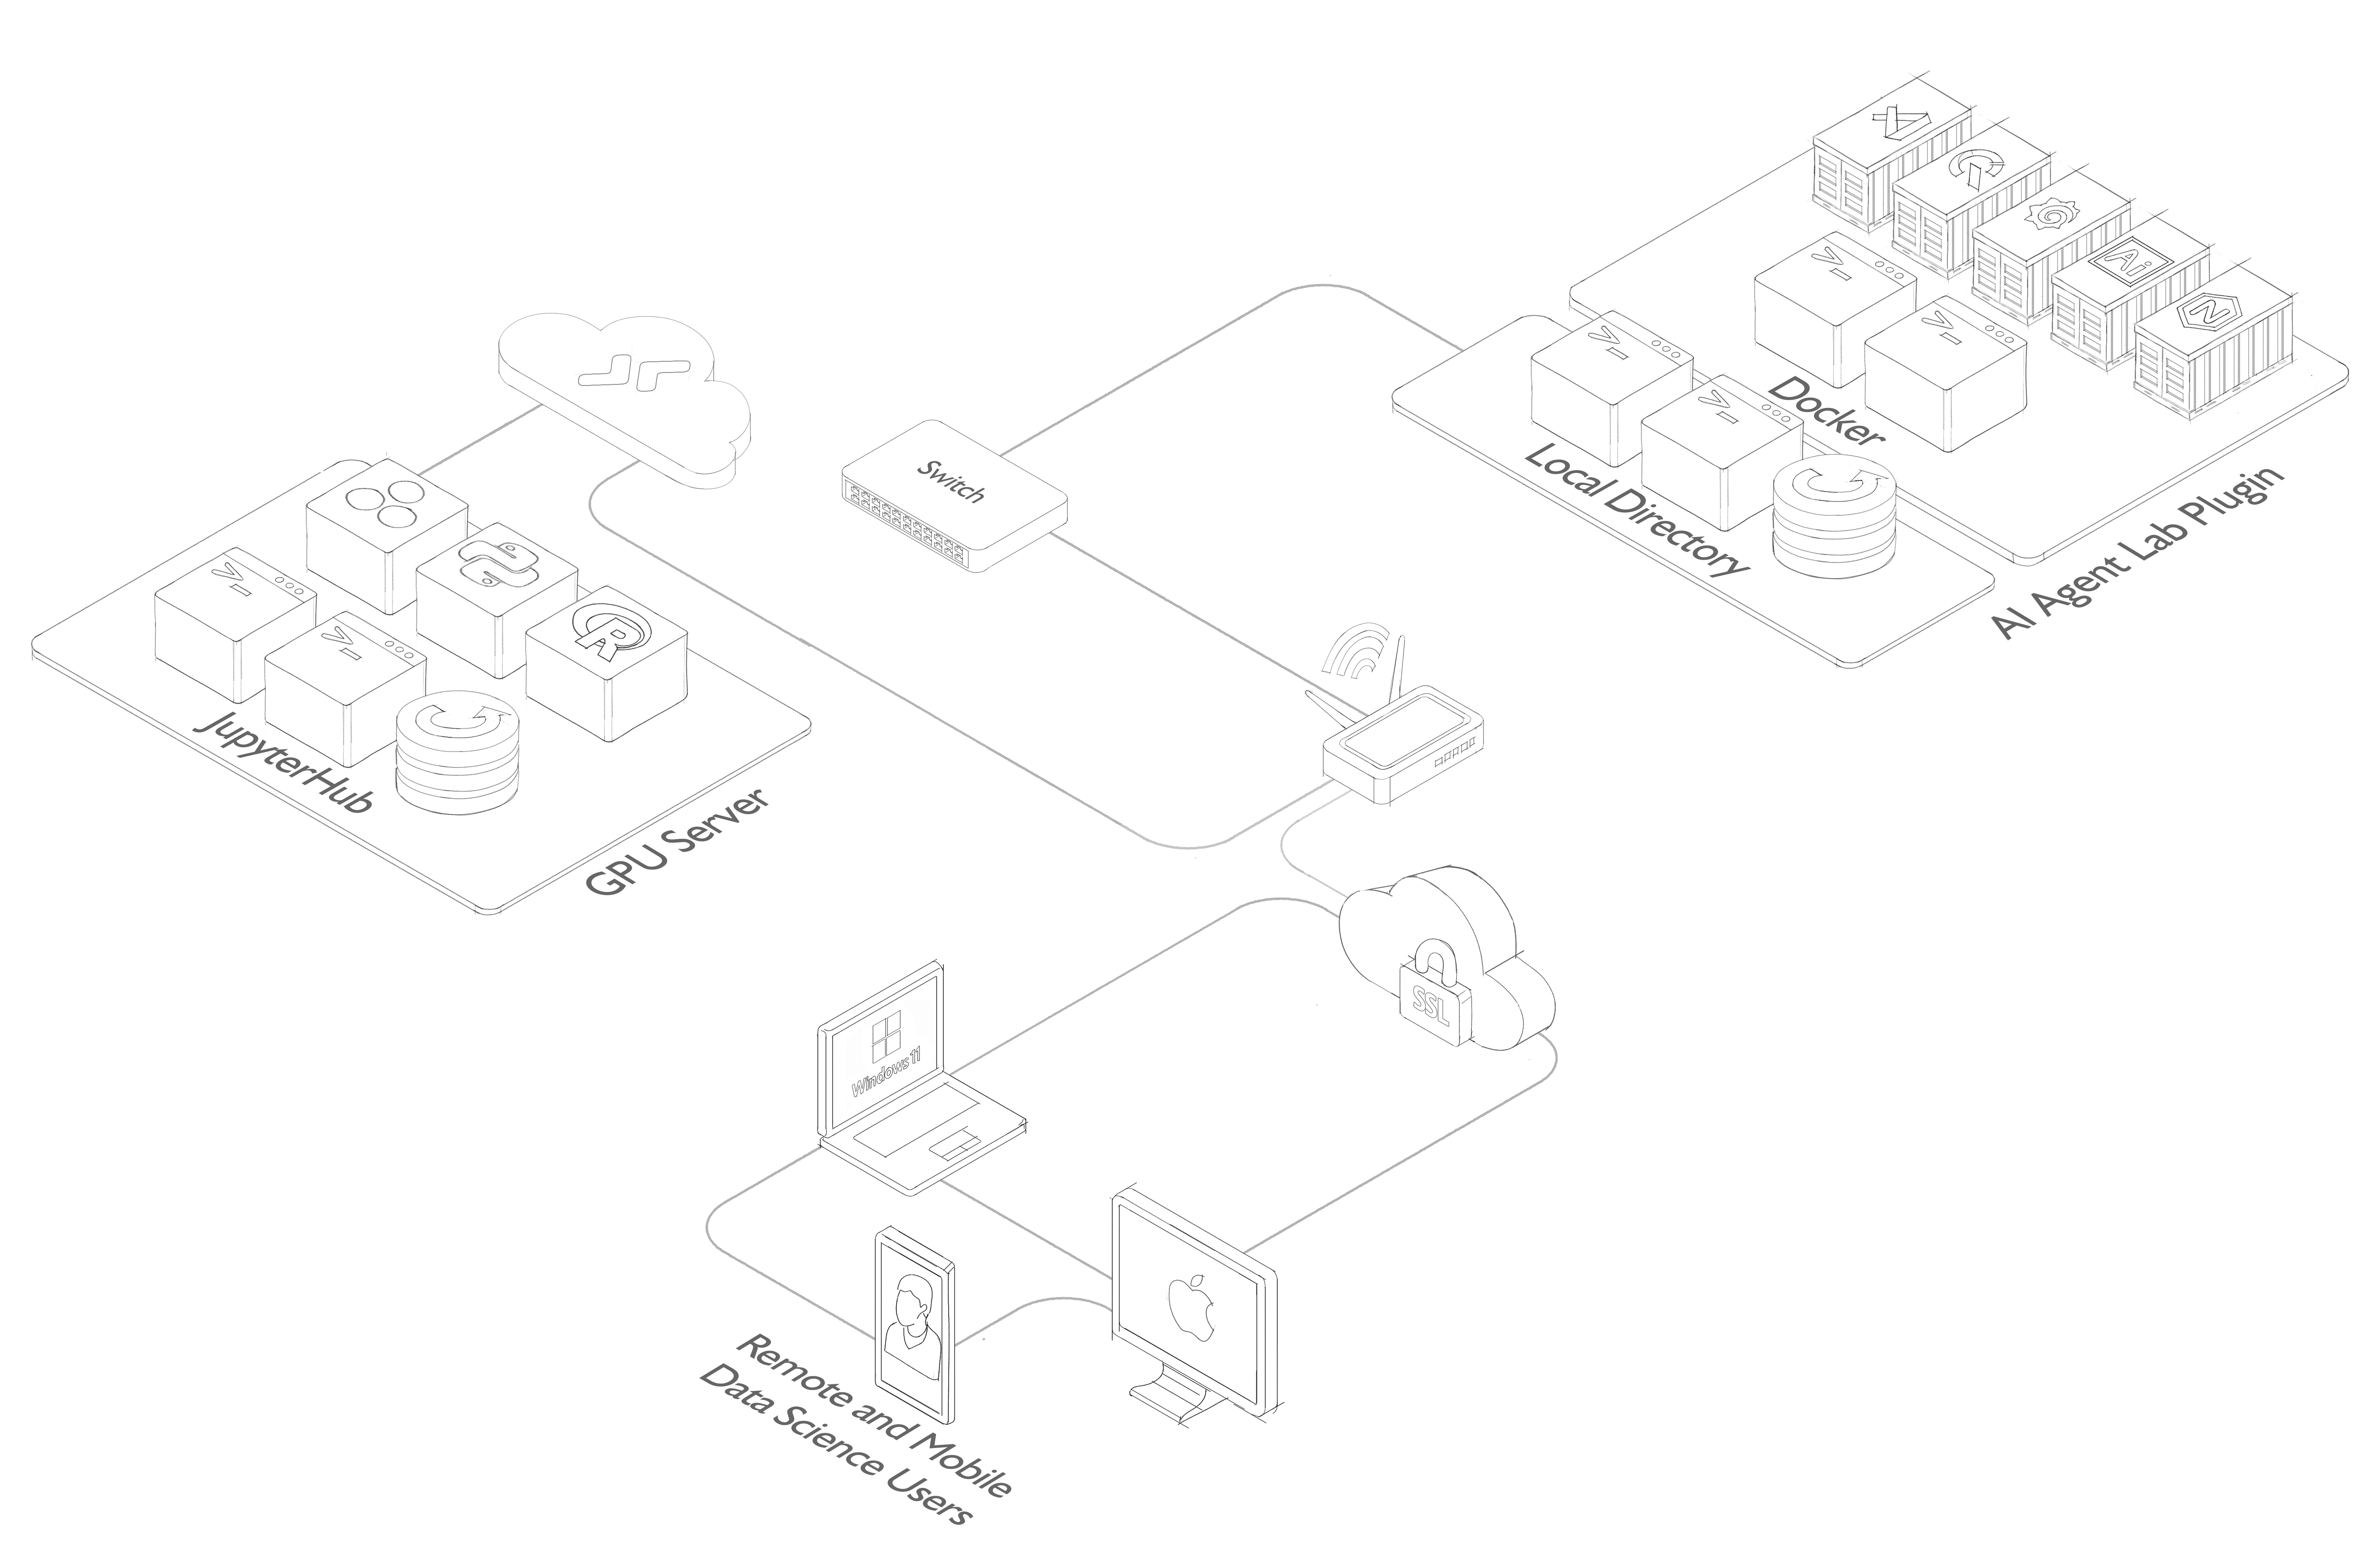 Switch
Docker
Local Directory
AI Agent Lab Plugin
Ai
N
R
JupyterHub
GPU Server
SSL
Windows 11
Remote and Mobile
Data Science Users